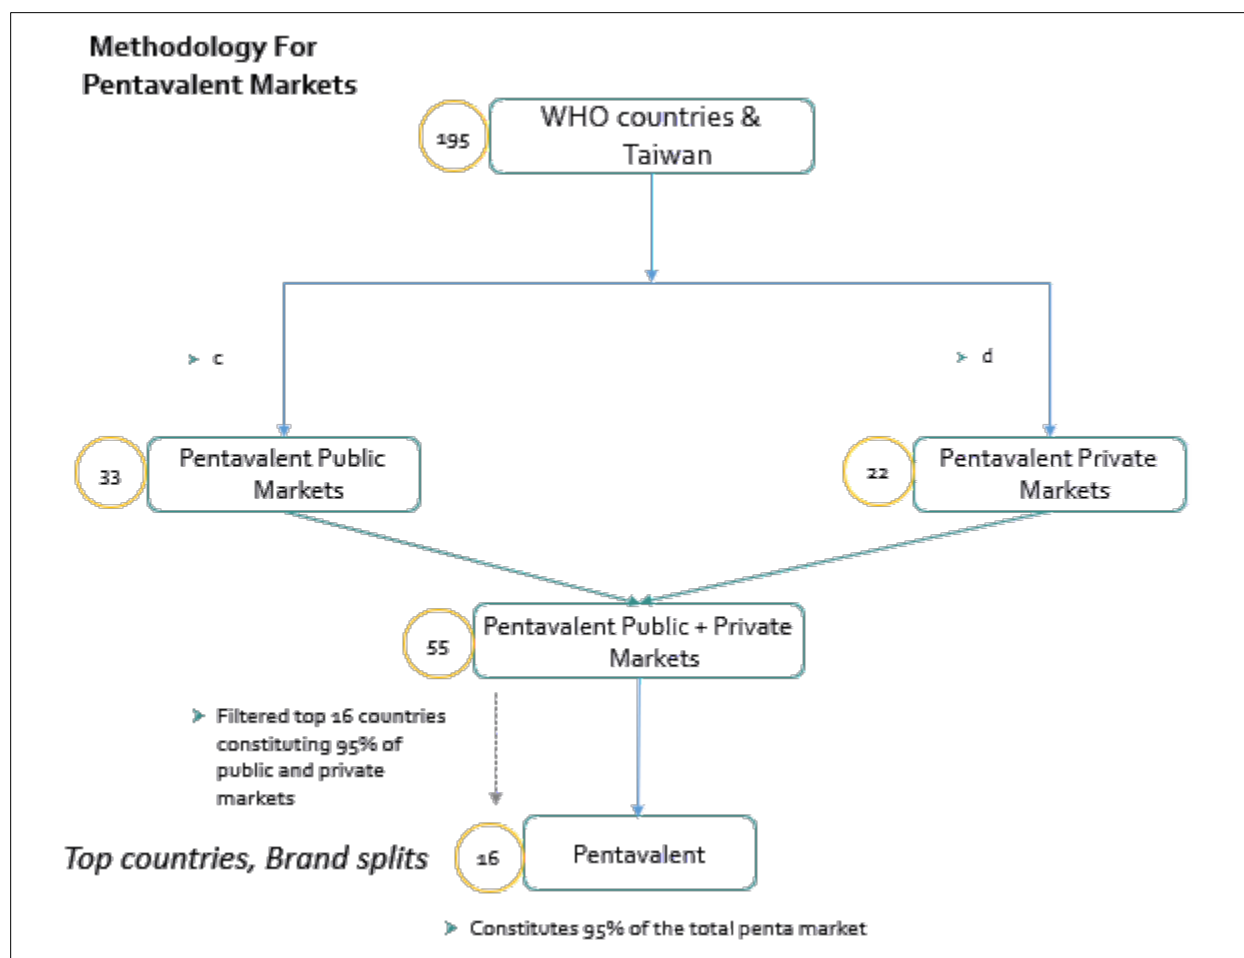 Methodology For
Pentavalent Markets
195
WHO countries &
Taiwan
➢ c
➢ d
33
Pentavalent Public
Markets
22
Pentavalent Private
Markets
55
Pentavalent Public + Private
Markets
➢ Filtered top 16 countries
constituting 95% of
public and private
markets
Top countries, Brand splits
16
Pentavalent
➢ Constitutes 95% of the total penta market